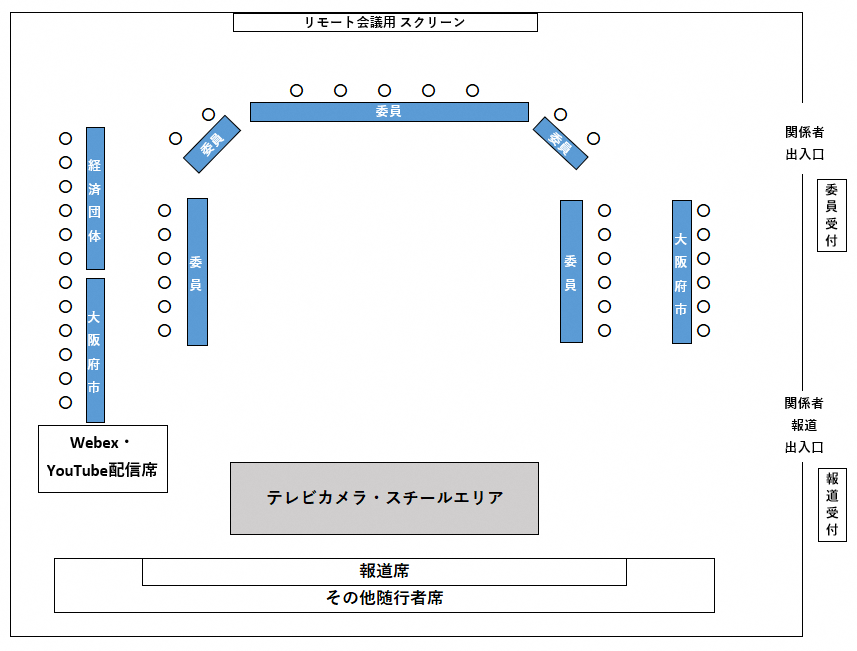 リモート会議用 スクリーン
委員
委員
委員
関係者
出入口
委員受付
経済団体
委員
委員
大阪府市
大阪府市
関係者
報道
出入口
Webex・
YouTube配信席
テレビカメラ・スチールエリア
報道受付
報道席
その他随行者席